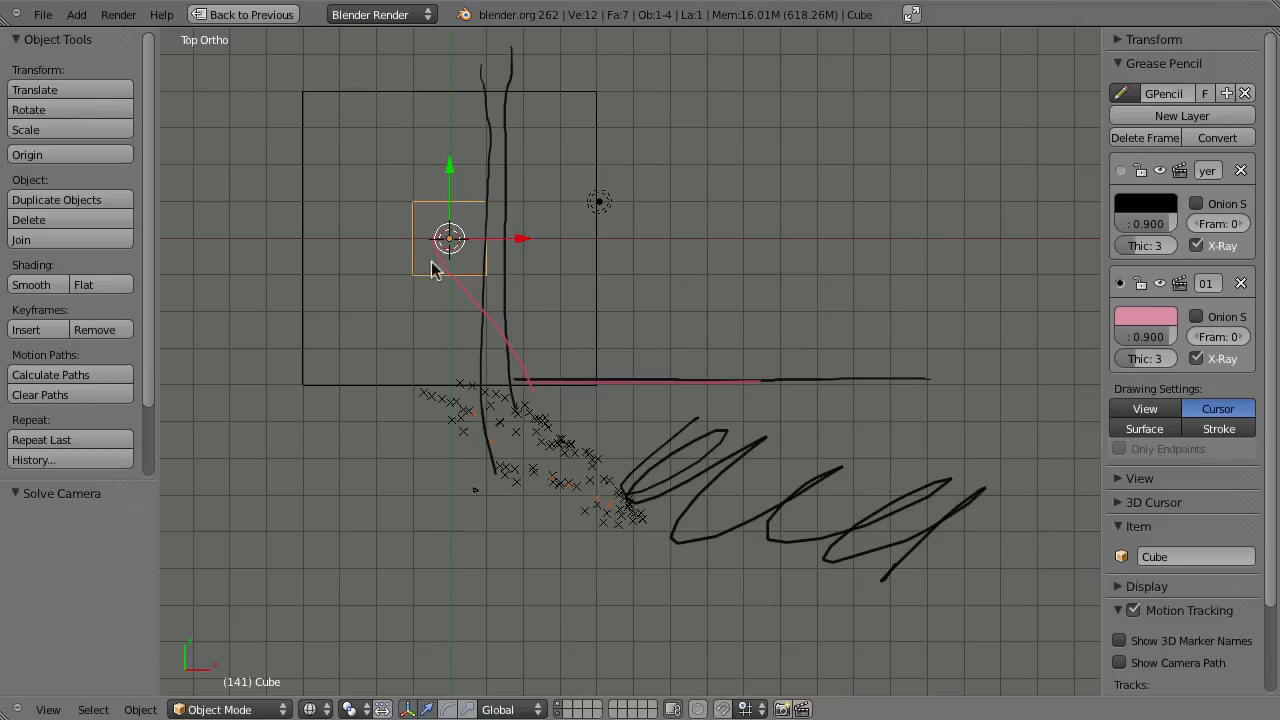 File Add Render Help Back to Previous Blender Render blender.org 262 | Ve:12 | Fa:7 | Ob:1-4 | La:1 | Mem:16.01M (618.26M) | Cube
Object Tools
Transform:
Translate
Rotate
Scale
Origin
Object:
Duplicate Objects
Delete
Join
Shading:
Smooth Flat
Keyframes:
Insert Remove
Motion Paths:
Calculate Paths
Clear Paths
Repeat:
Repeat Last
History...
Solve Camera
Top Ortho
y
x
(141) Cube
Transform
Grease Pencil
GPencil F
New Layer
Delete Frame Convert
yer
Onion S
: 0.900 Fram: 0
Thic: 3 X-Ray
01
Onion S
: 0.900 Fram: 0
Thic: 3 X-Ray
Drawing Settings:
View Cursor
Surface Stroke
Only Endpoints
View
3D Cursor
Item
Cube
Display
Motion Tracking
Show 3D Marker Names
Show Camera Path
Tracks:
View Select Object Object Mode Global